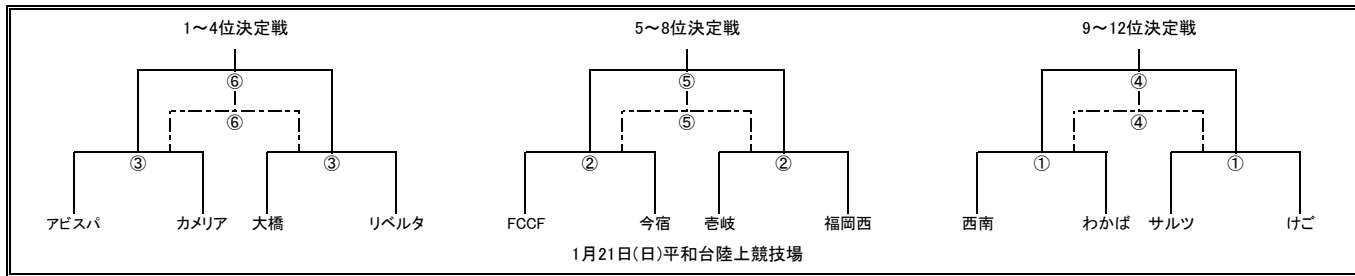 1～4位決定戦 5～8位決定戦 9～12位決定戦
⑥ ⑤ ④
⑥ ⑤ ④
③ ③ ② ② ① ①
アビスパ カメリア 大橋 リベルタ FCCF 今宿 壱岐 福岡西 西南 わかば サルツ けご
1月21日(日)平和台陸上競技場